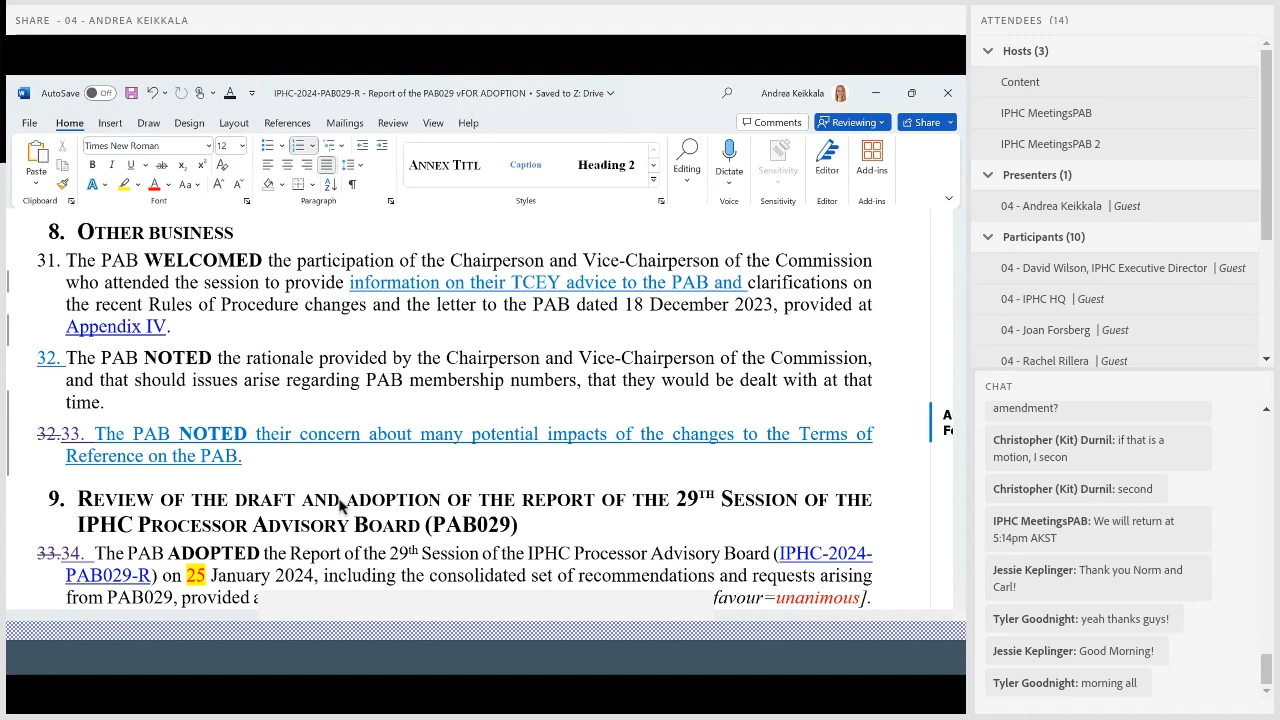 SHARE - 04 - ANDREA KEIKKALA
AutoSave Off
IPHC-2024-PAB029-R - Report of the PAB029 vFOR ADOPTION • Saved to Z: Drive
Andrea Keikkala
File Home Insert Draw Design Layout References Mailings Review View Help
Comments Reviewing Share
Times New Roman 12
ANNEX TITL Caption Heading 2
Paste Editing Dictate Sensitivity Editor Add-ins
Clipboard Font Paragraph Styles Voice Sensitivity Editor Add-ins
8. OTHER BUSINESS
31. The PAB WELCOMED the participation of the Chairperson and Vice-Chairperson of the Commission
who attended the session to provide information on their TCEY advice to the PAB and clarifications on
the recent Rules of Procedure changes and the letter to the PAB dated 18 December 2023, provided at
Appendix IV.
32. The PAB NOTED the rationale provided by the Chairperson and Vice-Chairperson of the Commission,
and that should issues arise regarding PAB membership numbers, that they would be dealt with at that
time.
32.33. The PAB NOTED their concern about many potential impacts of the changes to the Terms of
Reference on the PAB.
9. REVIEW OF THE DRAFT AND ADOPTION OF THE REPORT OF THE 29TH SESSION OF THE
IPHC PROCESSOR ADVISORY BOARD (PAB029)
33.34. The PAB ADOPTED the Report of the 29th Session of the IPHC Processor Advisory Board (IPHC-2024-
PAB029-R) on 25 January 2024, including the consolidated set of recommendations and requests arising
from PAB029, provided a
favour=unanimous].
ATTENDEES (14)
Hosts (3)
Content
IPHC MeetingsPAB
IPHC MeetingsPAB 2
Presenters (1)
04 - Andrea Keikkala | Guest
Participants (10)
04 - David Wilson, IPHC Executive Director | Guest
04 - IPHC HQ | Guest
04 - Joan Forsberg | Guest
04 - Rachel Rillera | Guest
CHAT
amendment?
Christopher (Kit) Durnil: if that is a
motion, I secon
Christopher (Kit) Durnil: second
IPHC MeetingsPAB: We will return at
5:14pm AKST
Jessie Keplinger: Thank you Norm and
Carl!
Tyler Goodnight: yeah thanks guys!
Jessie Keplinger: Good Morning!
Tyler Goodnight: morning all